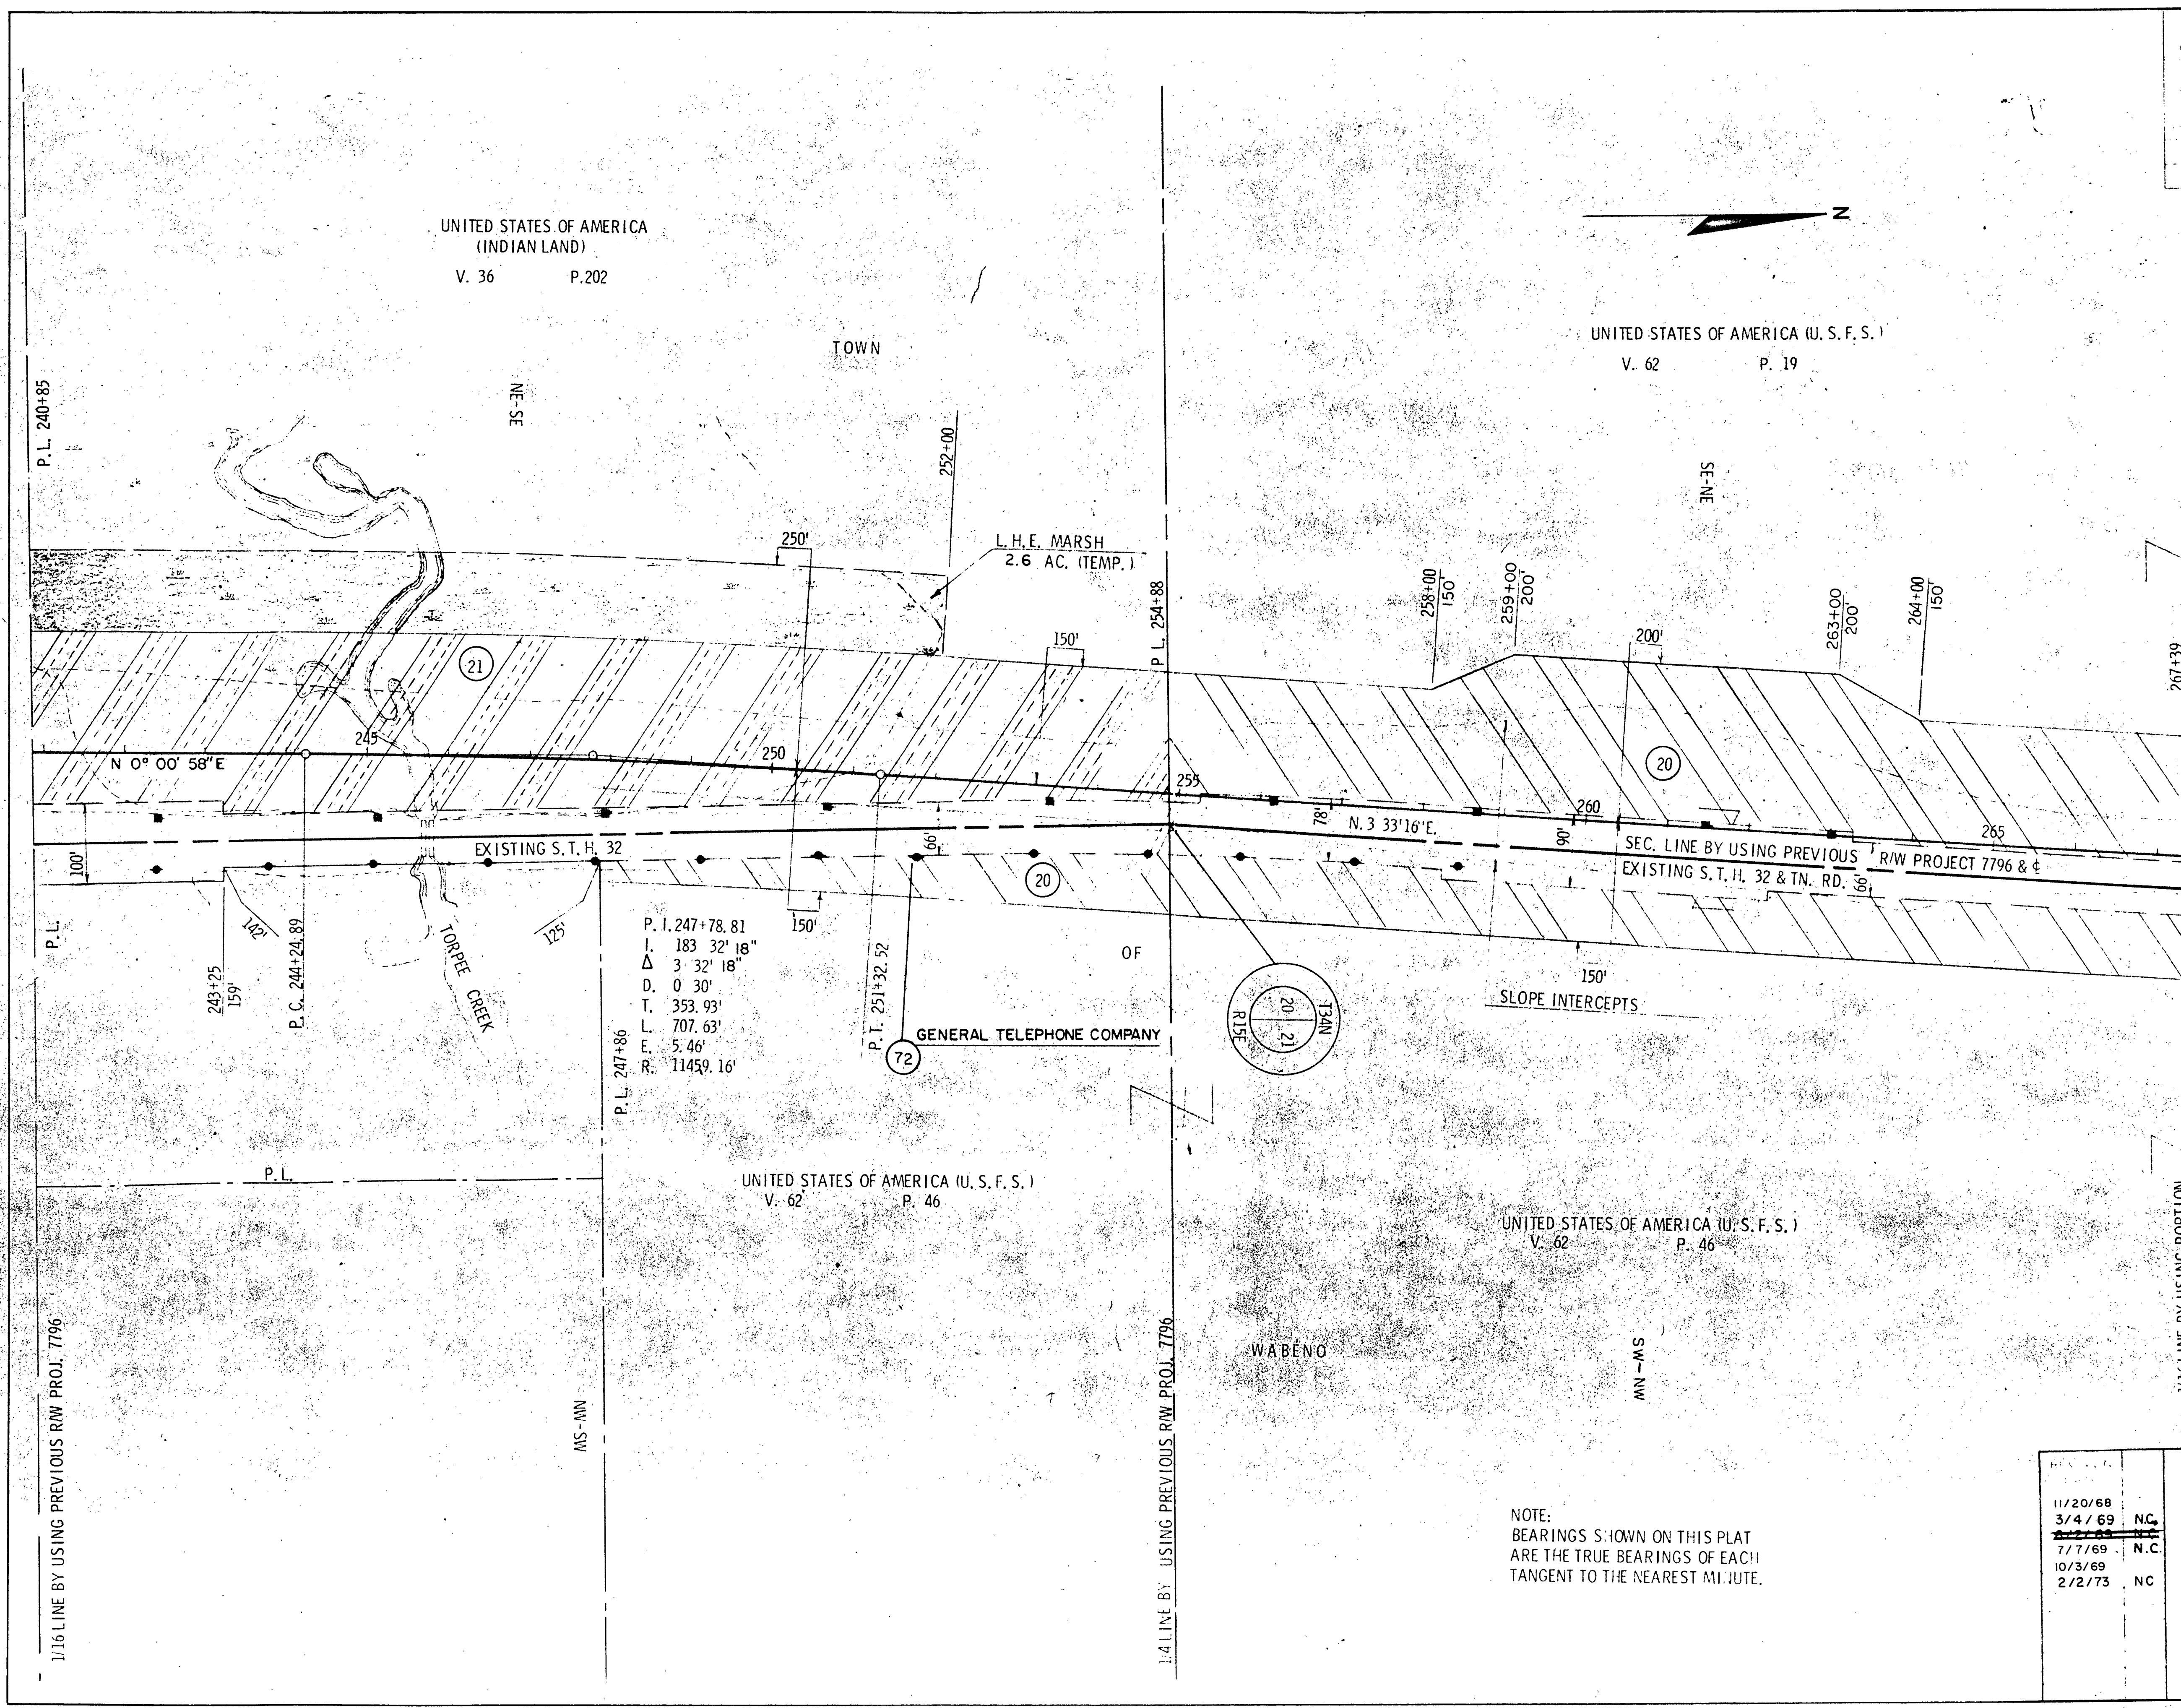 UNITED STATES OF AMERICA
(INDIAN LAND)
V. 36 P. 202
TOWN
N
UNITED STATES OF AMERICA (U. S. F. S. )
V. 62 P. 19
P. L. 240+85
NE-SE
252+00
SE-NE
250'
L. H. E. MARSH
2.6 AC. (TEMP. )
P L. 254+88
258+00
150'
259+00
200'
263+00
200'
264+00
150'
267+39
21
150'
200'
20
N 0° 00' 58" E
245
250
255
260
265
100'
66'
78'
N. 3 33'16"E.
90'
EXISTING S. T. H. 32
SEC. LINE BY USING PREVIOUS R/W PROJECT 7796 & ℄
EXISTING S. T. H. 32 & TN. RD.
66'
20
P. L.
142'
125'
150'
150'
243+25
159'
P. C. 244+24.89
TORPEE CREEK
P. L. 247+86
P. I. 247+78. 81
I. 183 32' 18"
Δ 3 32' 18"
D. 0 30'
T. 353. 93'
L. 707. 63'
E. 5. 46'
R. 11459. 16'
P. T. 251+32. 52
OF
72
GENERAL TELEPHONE COMPANY
T34N
20 21
R15E
SLOPE INTERCEPTS
P. L.
UNITED STATES OF AMERICA (U. S. F. S. )
V. 62 P. 46
UNITED STATES OF AMERICA (U. S. F. S. )
V. 62 P. 46
WABENO
NW-SW
SW-NW
1/16 LINE BY USING PREVIOUS R/W PROJ. 7796
1/4 LINE BY USING PREVIOUS R/W PROJ. 7796
LINE BY USING PORTION
NOTE:
BEARINGS SHOWN ON THIS PLAT
ARE THE TRUE BEARINGS OF EACH
TANGENT TO THE NEAREST MINUTE.
11/20/68
3/4/69 N.C.
7/7/69 N.C.
10/3/69
2/2/73 NC